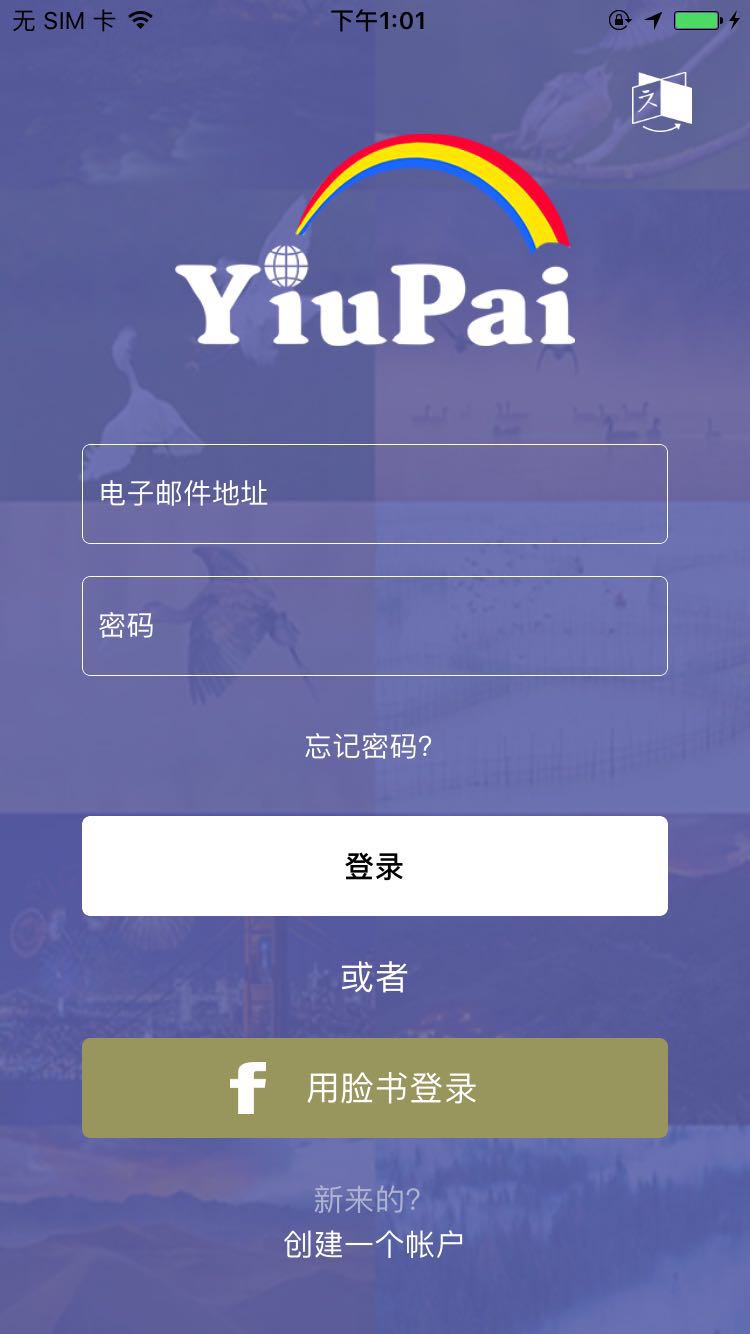 无 SIM 卡 下午1:01
YiuPai
电子邮件地址
密码
忘记密码?
登录
或者
f 用脸书登录
新来的?
创建一个帐户